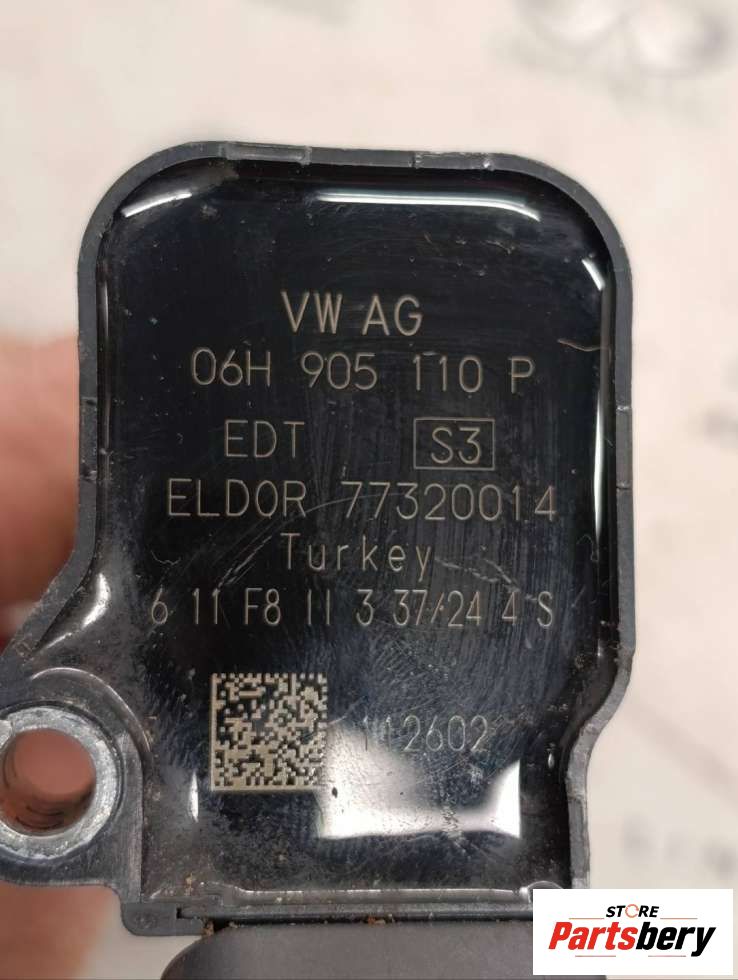 VW AG
06H 905 110 P
EDT S3
ELDOR 77320014
Turkey
6 11 F8 II 3 37/24 4 S
112602
STORE
Partsbery